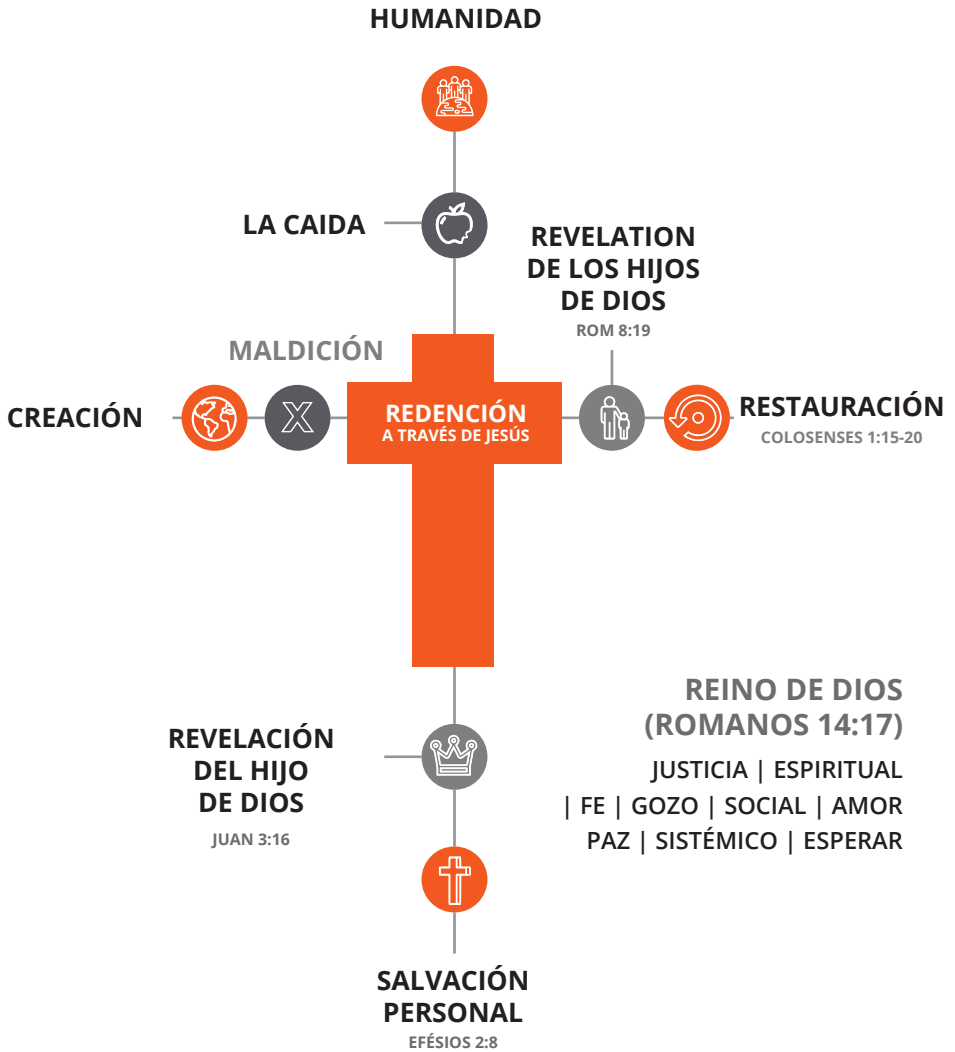 HUMANIDAD
LA CAIDA
REVELATION
DE LOS HIJOS
DE DIOS
ROM 8:19
MALDICIÓN
CREACIÓN
X
REDENCIÓN
A TRAVÉS DE JESÚS
RESTAURACIÓN
COLOSENSES 1:15-20
REVELACIÓN
DEL HIJO
DE DIOS
JUAN 3:16
REINO DE DIOS
(ROMANOS 14:17)
JUSTICIA | ESPIRITUAL
| FE | GOZO | SOCIAL | AMOR
PAZ | SISTÉMICO | ESPERAR
SALVACIÓN
PERSONAL
EFÉSIOS 2:8